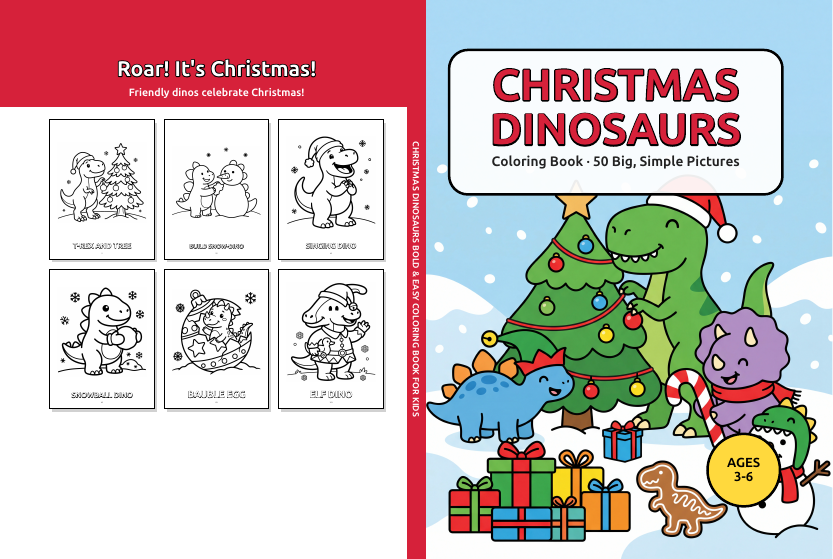 Roar! It's Christmas!
Friendly dinos celebrate Christmas!
T-REX AND TREE
BUILD SNOW-DINO
SINGING DINO
SNOWBALL DINO
BAUBLE EGG
ELF DINO
CHRISTMAS DINOSAURS BOLD & EASY COLORING BOOK FOR KIDS
CHRISTMAS
DINOSAURS
Coloring Book · 50 Big, Simple Pictures
AGES
3-6